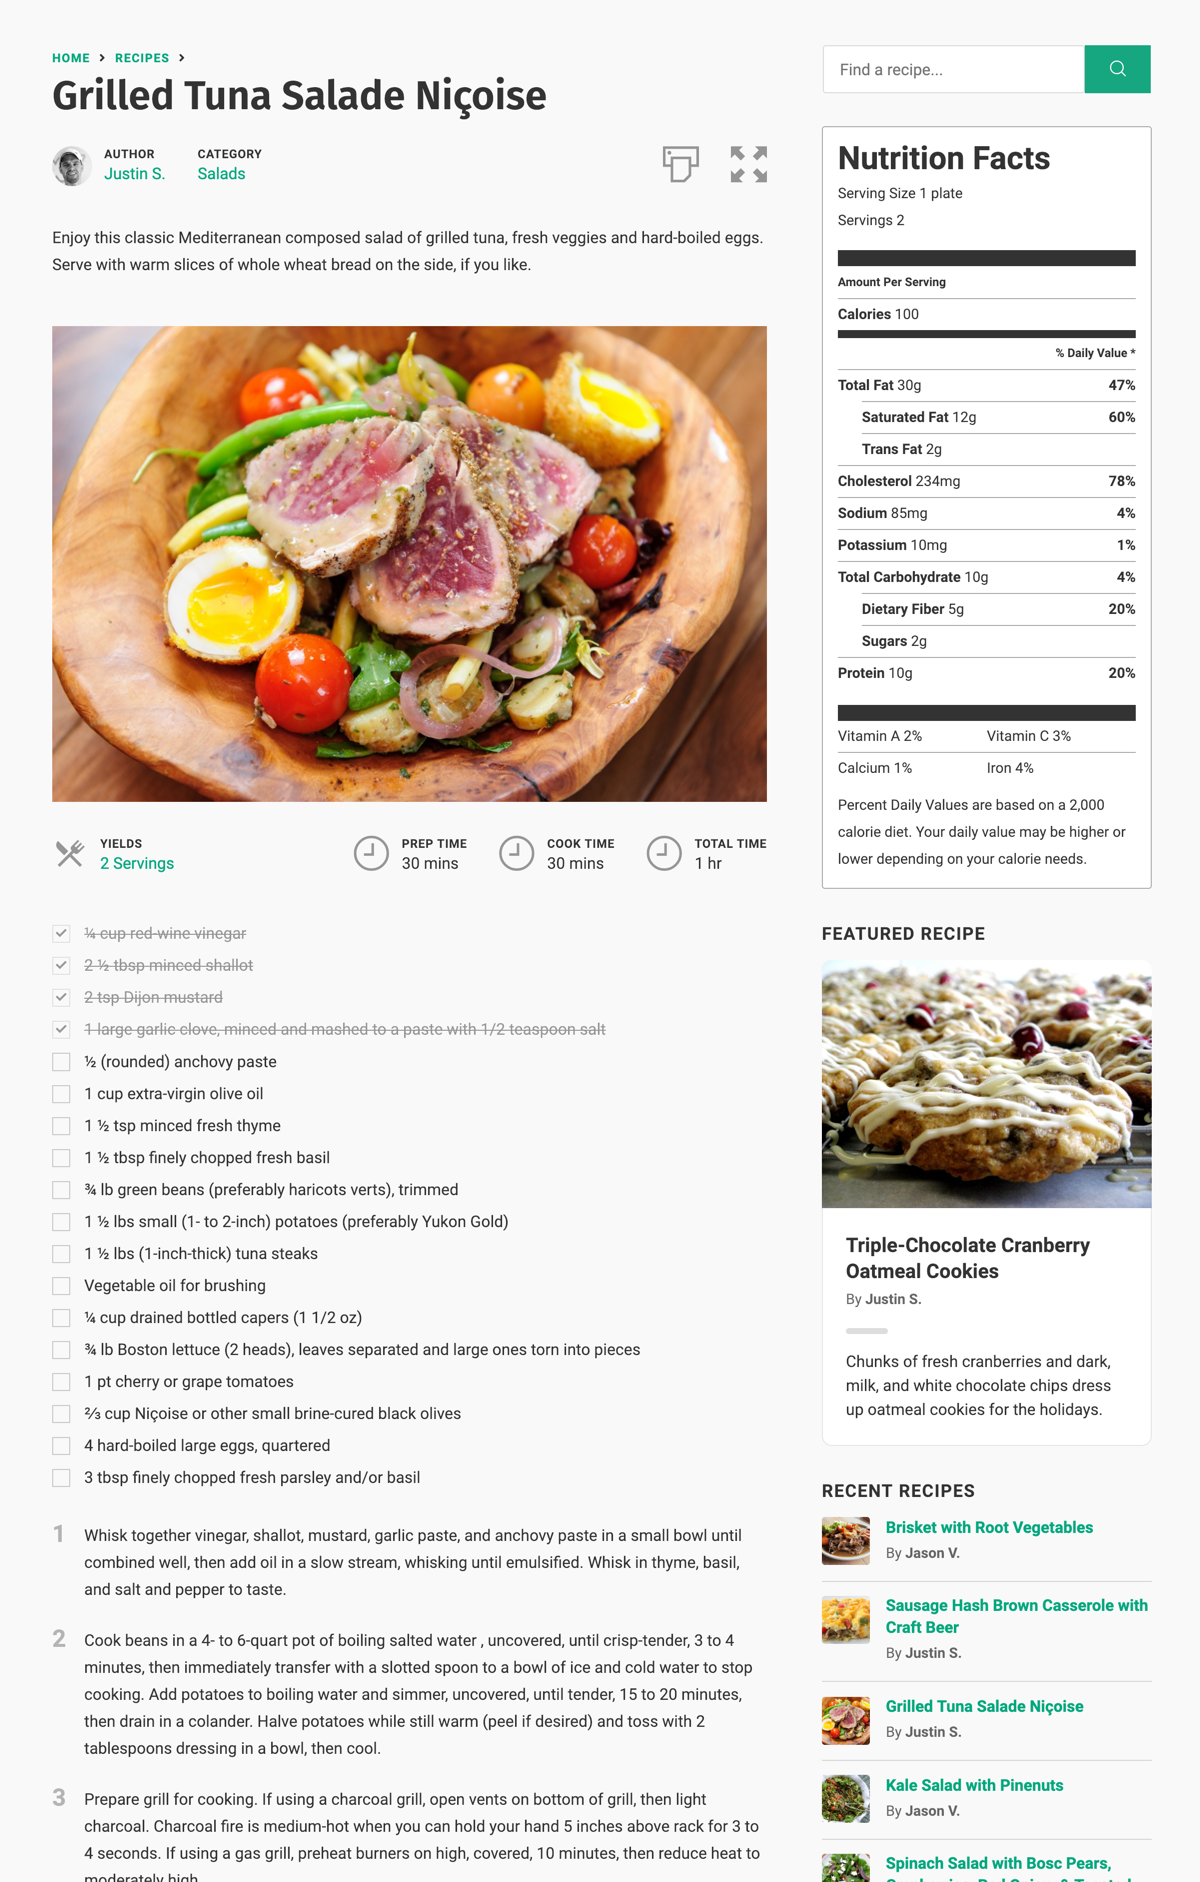 HOME > RECIPES >
Grilled Tuna Salade Niçoise
AUTHOR
Justin S.
CATEGORY
Salads
Enjoy this classic Mediterranean composed salad of grilled tuna, fresh veggies and hard-boiled eggs.
Serve with warm slices of whole wheat bread on the side, if you like.
YIELDS
2 Servings
PREP TIME
30 mins
COOK TIME
30 mins
TOTAL TIME
1 hr
¼ cup red-wine vinegar
2 ½ tbsp minced shallot
2 tsp Dijon mustard
1 large garlic clove, minced and mashed to a paste with 1/2 teaspoon salt
½ (rounded) anchovy paste
1 cup extra-virgin olive oil
1 ½ tsp minced fresh thyme
1 ½ tbsp finely chopped fresh basil
¾ lb green beans (preferably haricots verts), trimmed
1 ½ lbs small (1- to 2-inch) potatoes (preferably Yukon Gold)
1 ½ lbs (1-inch-thick) tuna steaks
Vegetable oil for brushing
¼ cup drained bottled capers (1 1/2 oz)
¾ lb Boston lettuce (2 heads), leaves separated and large ones torn into pieces
1 pt cherry or grape tomatoes
⅔ cup Niçoise or other small brine-cured black olives
4 hard-boiled large eggs, quartered
3 tbsp finely chopped fresh parsley and/or basil
1 Whisk together vinegar, shallot, mustard, garlic paste, and anchovy paste in a small bowl until
combined well, then add oil in a slow stream, whisking until emulsified. Whisk in thyme, basil,
and salt and pepper to taste.
2 Cook beans in a 4- to 6-quart pot of boiling salted water , uncovered, until crisp-tender, 3 to 4
minutes, then immediately transfer with a slotted spoon to a bowl of ice and cold water to stop
cooking. Add potatoes to boiling water and simmer, uncovered, until tender, 15 to 20 minutes,
then drain in a colander. Halve potatoes while still warm (peel if desired) and toss with 2
tablespoons dressing in a bowl, then cool.
3 Prepare grill for cooking. If using a charcoal grill, open vents on bottom of grill, then light
charcoal. Charcoal fire is medium-hot when you can hold your hand 5 inches above rack for 3 to
4 seconds. If using a gas grill, preheat burners on high, covered, 10 minutes, then reduce heat to
moderately high.
Find a recipe...
Nutrition Facts
Serving Size 1 plate
Servings 2
Amount Per Serving
Calories 100
% Daily Value *
Total Fat 30g 47%
Saturated Fat 12g 60%
Trans Fat 2g
Cholesterol 234mg 78%
Sodium 85mg 4%
Potassium 10mg 1%
Total Carbohydrate 10g 4%
Dietary Fiber 5g 20%
Sugars 2g
Protein 10g 20%
Vitamin A 2% Vitamin C 3%
Calcium 1% Iron 4%
Percent Daily Values are based on a 2,000
calorie diet. Your daily value may be higher or
lower depending on your calorie needs.
FEATURED RECIPE
Triple-Chocolate Cranberry
Oatmeal Cookies
By Justin S.
Chunks of fresh cranberries and dark,
milk, and white chocolate chips dress
up oatmeal cookies for the holidays.
RECENT RECIPES
Brisket with Root Vegetables
By Jason V.
Sausage Hash Brown Casserole with
Craft Beer
By Justin S.
Grilled Tuna Salade Niçoise
By Justin S.
Kale Salad with Pinenuts
By Jason V.
Spinach Salad with Bosc Pears,